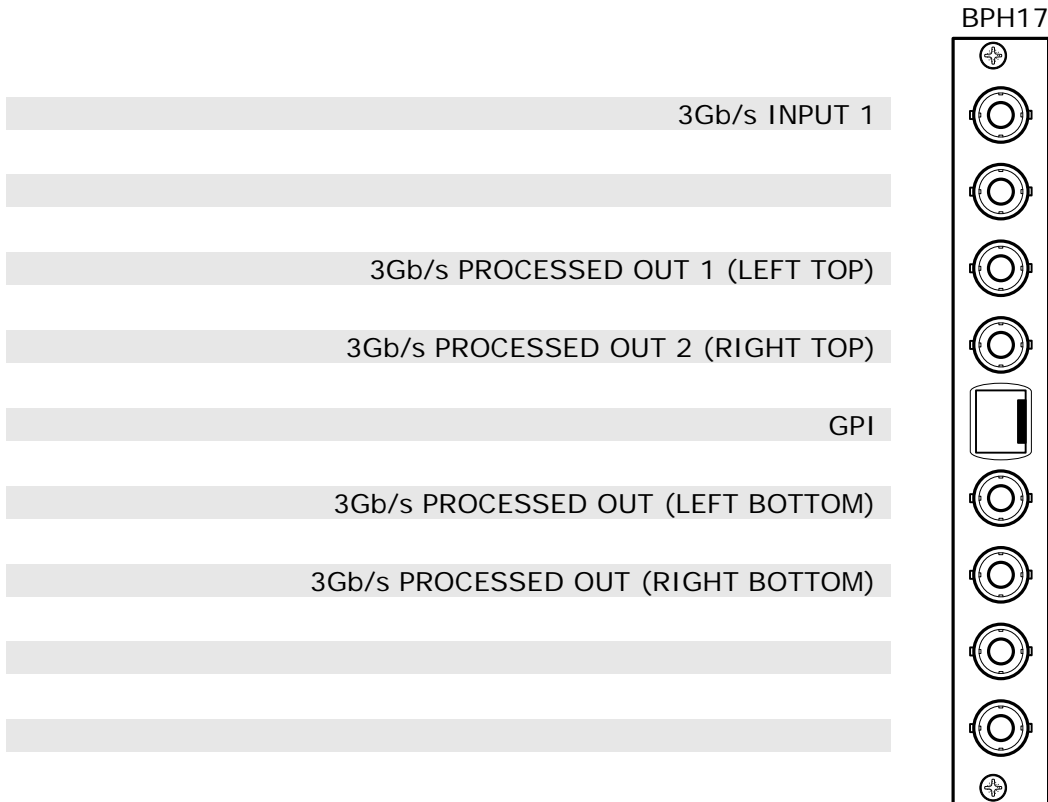 BPH17
3Gb/s INPUT 1
3Gb/s PROCESSED OUT 1 (LEFT TOP)
3Gb/s PROCESSED OUT 2 (RIGHT TOP)
GPI
3Gb/s PROCESSED OUT (LEFT BOTTOM)
3Gb/s PROCESSED OUT (RIGHT BOTTOM)